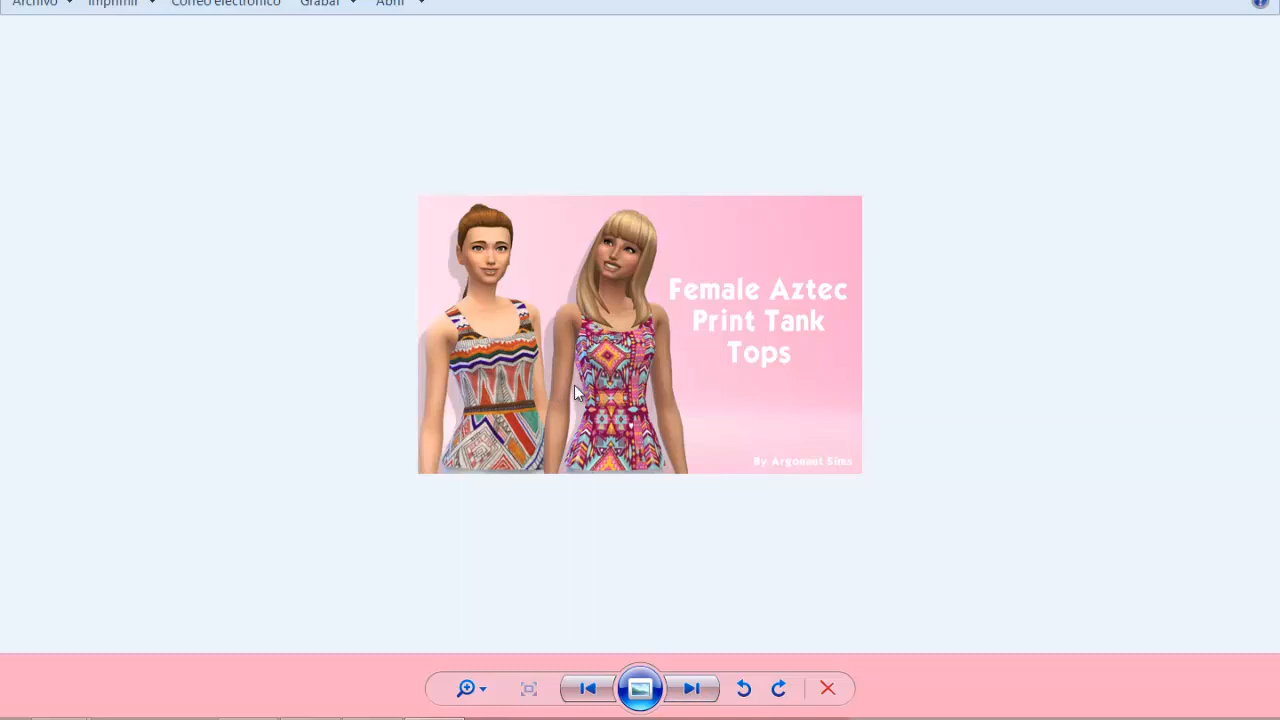 Archivo Imprimir Correo electrónico Grabar Abrir
Female Aztec
Print Tank
Tops
By Argonaut Sims